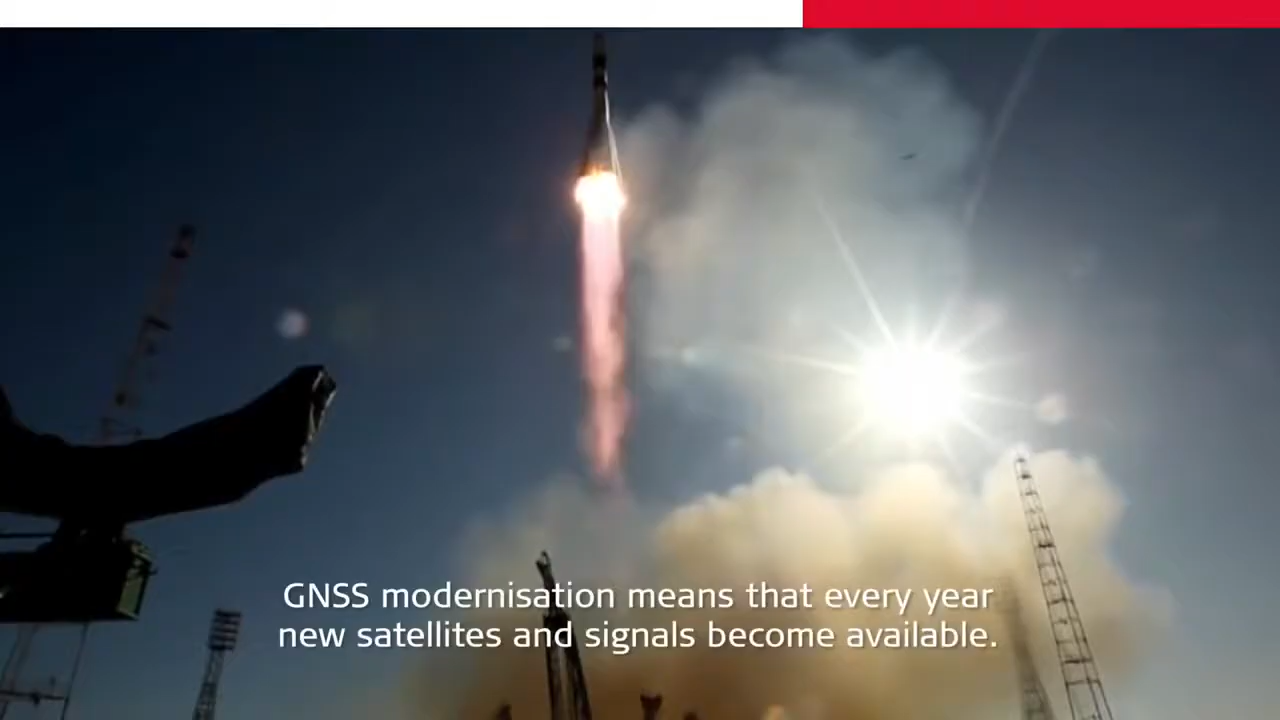 GNSS modernisation means that every year
new satellites and signals become available.